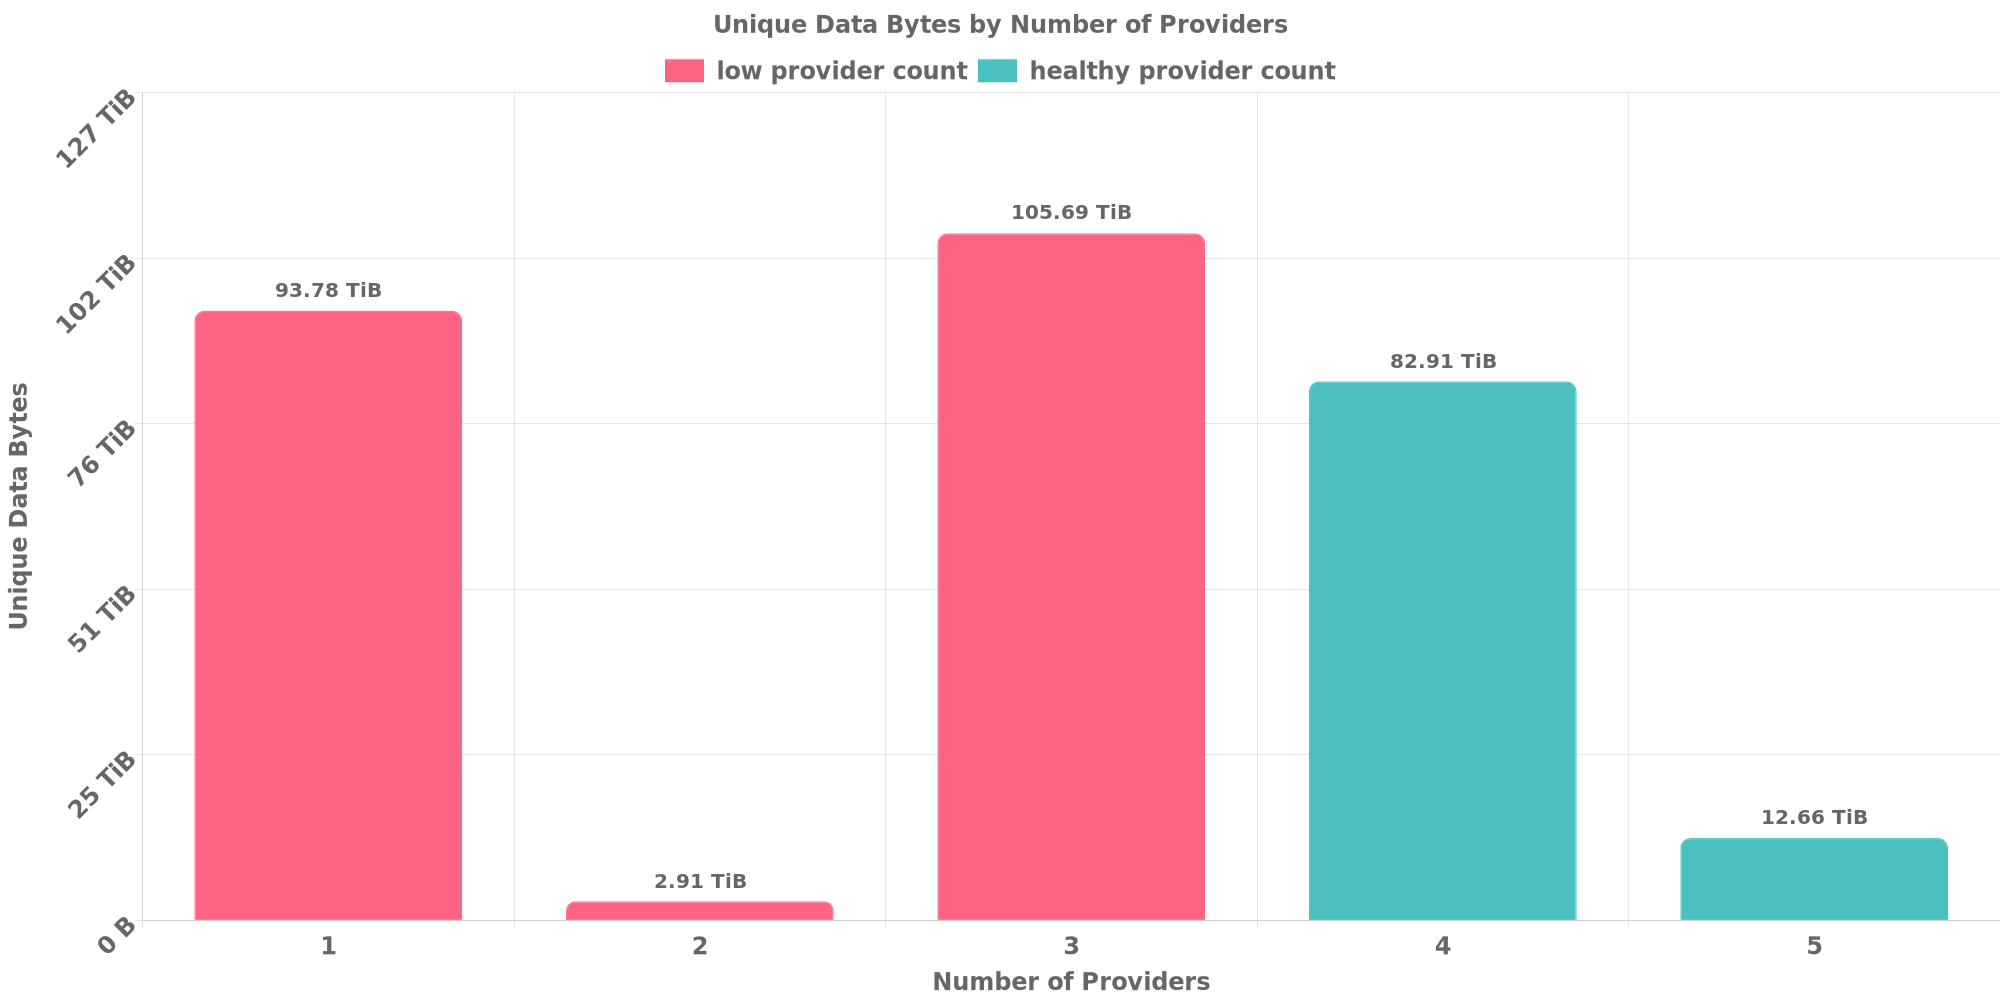 Unique Data Bytes by Number of Providers
low provider count healthy provider count
127 TiB
102 TiB
76 TiB
51 TiB
25 TiB
0 B
Unique Data Bytes
93.78 TiB
2.91 TiB
105.69 TiB
82.91 TiB
12.66 TiB
1 2 3 4 5
Number of Providers